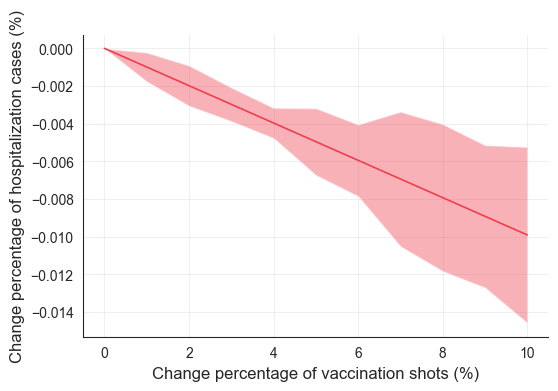 Change percentage of hospitalization cases (%)
0.000
−0.002
−0.004
−0.006
−0.008
−0.010
−0.012
−0.014
0 2 4 6 8 10
Change percentage of vaccination shots (%)